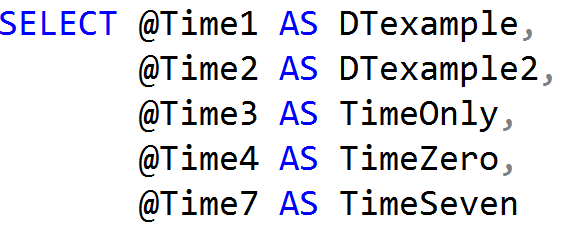 SELECT @Time1 AS DTexample,
@Time2 AS DTexample2,
@Time3 AS TimeOnly,
@Time4 AS TimeZero,
@Time7 AS TimeSeven